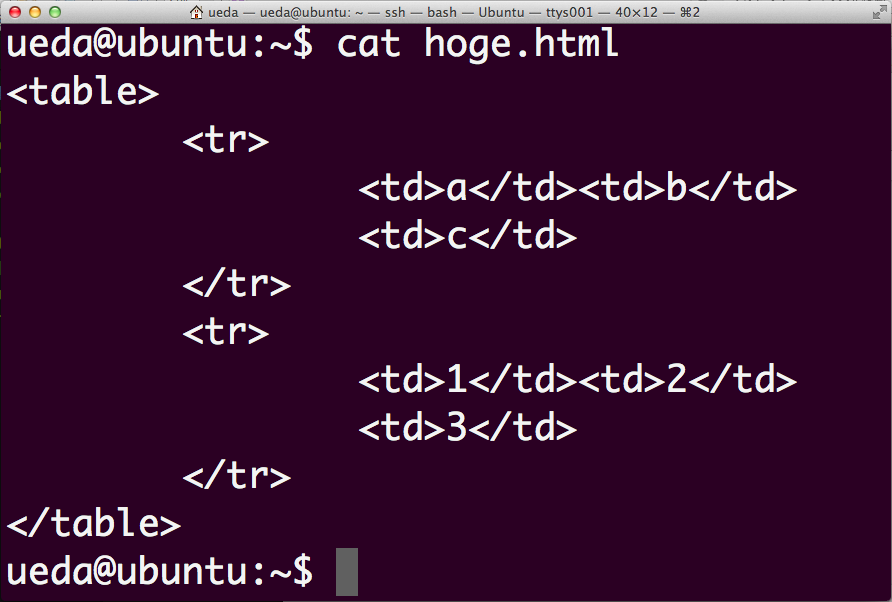 ueda — ueda@ubuntu: ~ — ssh — bash — Ubuntu — ttys001 — 40×12 — ⌘2
ueda@ubuntu:~$ cat hoge.html
<table>
        <tr>
                <td>a</td><td>b</td>
                <td>c</td>
        </tr>
        <tr>
                <td>1</td><td>2</td>
                <td>3</td>
        </tr>
</table>
ueda@ubuntu:~$